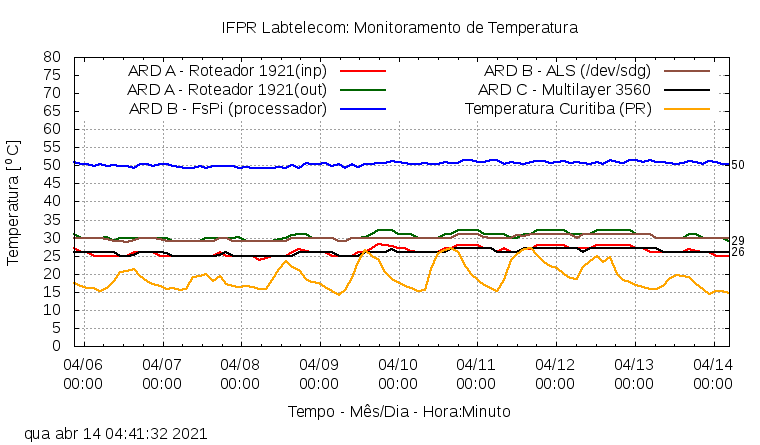 IFPR Labtelecom: Monitoramento de Temperatura
80
75
70
65
60
55
50
45
40
35
30
25
20
15
10
5
0
Temperatura [ºC]
ARD A - Roteador 1921(inp)
ARD A - Roteador 1921(out)
ARD B - FsPi (processador)
ARD B - ALS (/dev/sdg)
ARD C - Multilayer 3560
Temperatura Curitiba (PR)
50
29
26
04/06 04/07 04/08 04/09 04/10 04/11 04/12 04/13 04/14
00:00 00:00 00:00 00:00 00:00 00:00 00:00 00:00 00:00
Tempo - Mês/Dia - Hora:Minuto
qua abr 14 04:41:32 2021